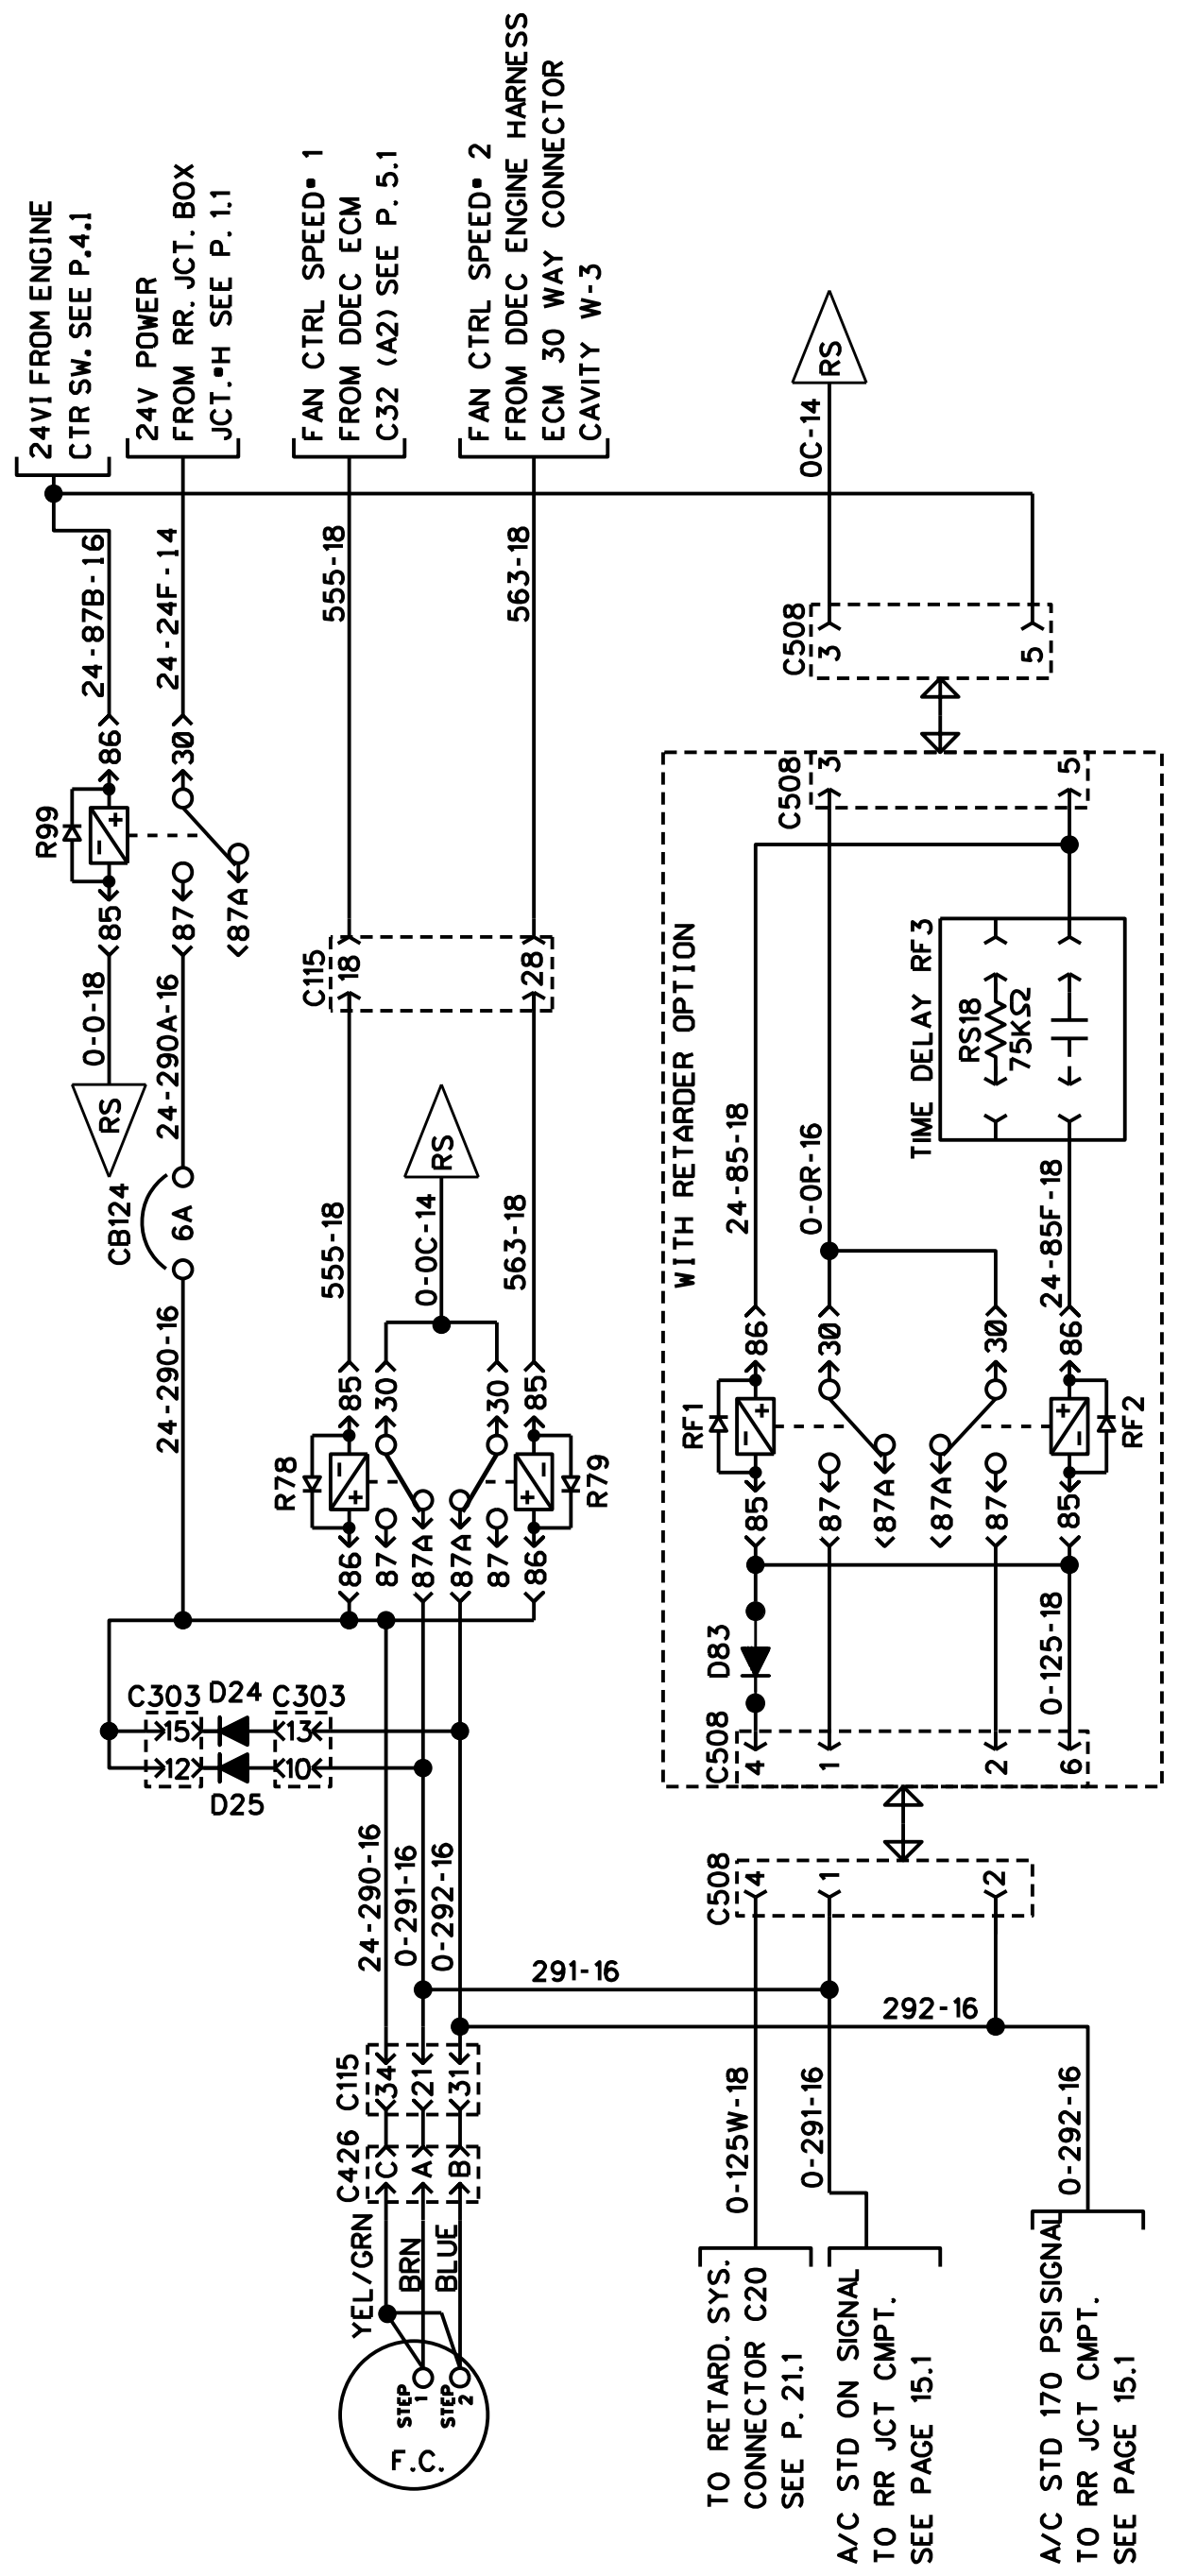 24VI FROM ENGINE
CTR SW. SEE P.4.1
24V POWER
FROM RR. JCT. BOX
JCT.#H SEE P. 1.1
FAN CTRL SPEED# 1
FROM DDEC ECM
C32 (A2) SEE P. 5.1
FAN CTRL SPEED# 2
FROM DDEC ENGINE HARNESS
ECM 30 WAY CONNECTOR
CAVITY W-3
R99
85
86
0-0-18
24-87B-16
RS
87
30
87A
24-24F-14
24-290A-16
CB124
6A
24-290-16
C303
D24
C303
15
13
12
10
D25
555-18
C115
18
555-18
563-18
28
563-18
R78
86
85
87
30
87A
0-0C-14
RS
87A
87
30
86
85
R79
24-290-16
0-291-16
0-292-16
C426
C115
C
34
A
21
B
31
YEL/GRN
BRN
BLUE
STEP
1
STEP
2
F.C.
291-16
292-16
WITH RETARDER OPTION
RS
0C-14
C508
3
5
C508
3
5
TIME DELAY RF3
RS18
75KΩ
24-85-18
0-0R-16
24-85F-18
RF1
85
86
87
30
87A
87A
87
30
85
86
RF2
D83
0-125-18
C508
4
1
2
6
C508
4
1
2
0-125W-18
0-291-16
0-292-16
TO RETARD. SYS.
CONNECTOR C20
SEE P. 21.1
A/C STD ON SIGNAL
TO RR JCT CMPT.
SEE PAGE 15.1
A/C STD 170 PSI SIGNAL
TO RR JCT CMPT.
SEE PAGE 15.1